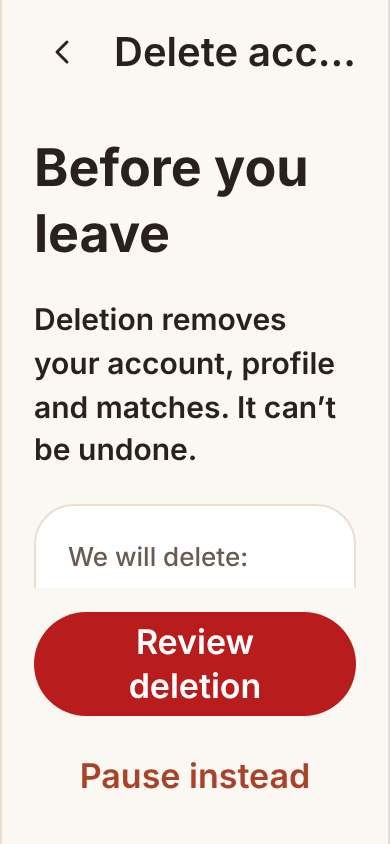 Delete acc...
Before you
leave
Deletion removes
your account, profile
and matches. It can’t
be undone.
We will delete:
Review
deletion
Pause instead